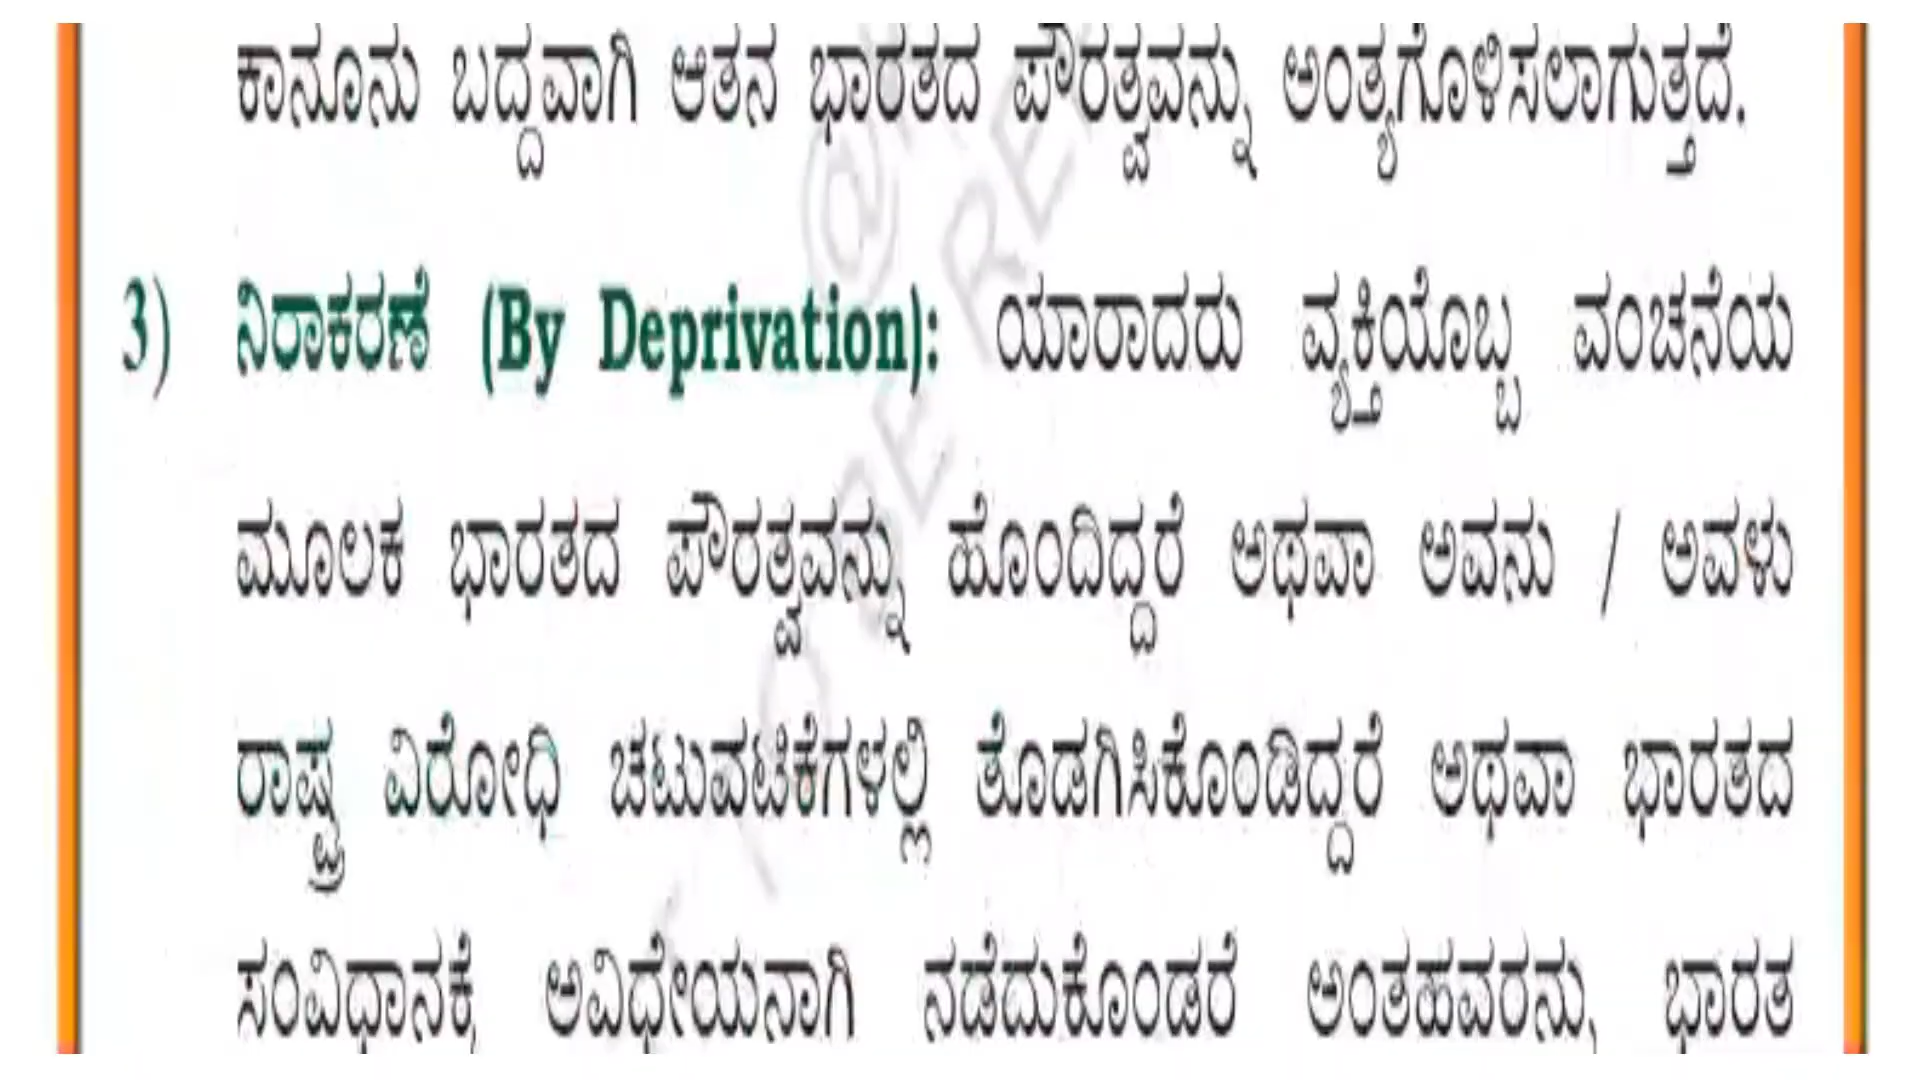 ಕಾನೂನು ಬದ್ದವಾಗಿ ಆತನ ಭಾರತದ ಪೌರತ್ವವನ್ನು ಅಂತ್ಯಗೊಳಿಸಲಾಗುತ್ತದೆ.
3) ನಿರಾಕರಣೆ (By Deprivation): ಯಾರಾದರು ವ್ಯಕ್ತಿಯೊಬ್ಬ ವಂಚನೆಯ
ಮೂಲಕ ಭಾರತದ ಪೌರತ್ವವನ್ನು ಹೊಂದಿದ್ದರೆ ಅಥವಾ ಅವನು / ಅವಳು
ರಾಷ್ಟ್ರ ವಿರೋಧಿ ಚಟುವಟಿಕೆಗಳಲ್ಲಿ ತೊಡಗಿಸಿಕೊಂಡಿದ್ದರೆ ಅಥವಾ ಭಾರತದ
ಸಂವಿಧಾನಕ್ಕೆ ಅವಿಧೇಯನಾಗಿ ನಡೆದುಕೊಂಡರೆ ಅಂತಹವರನ್ನು ಭಾರತ